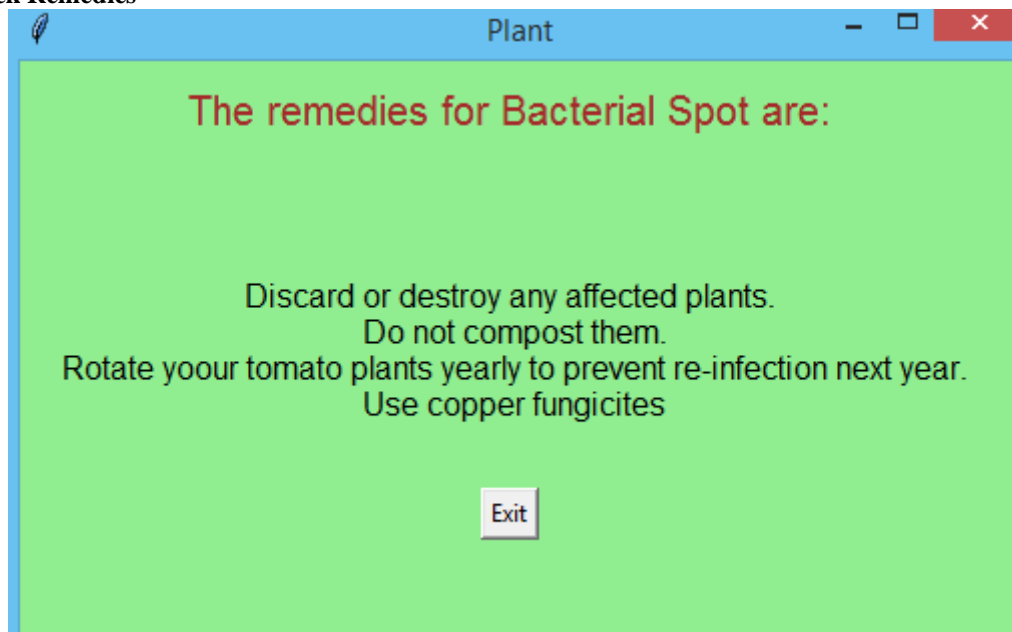 Remedies
Plant
The remedies for Bacterial Spot are:
Discard or destroy any affected plants.
Do not compost them.
Rotate yoour tomato plants yearly to prevent re-infection next year.
Use copper fungicites
Exit